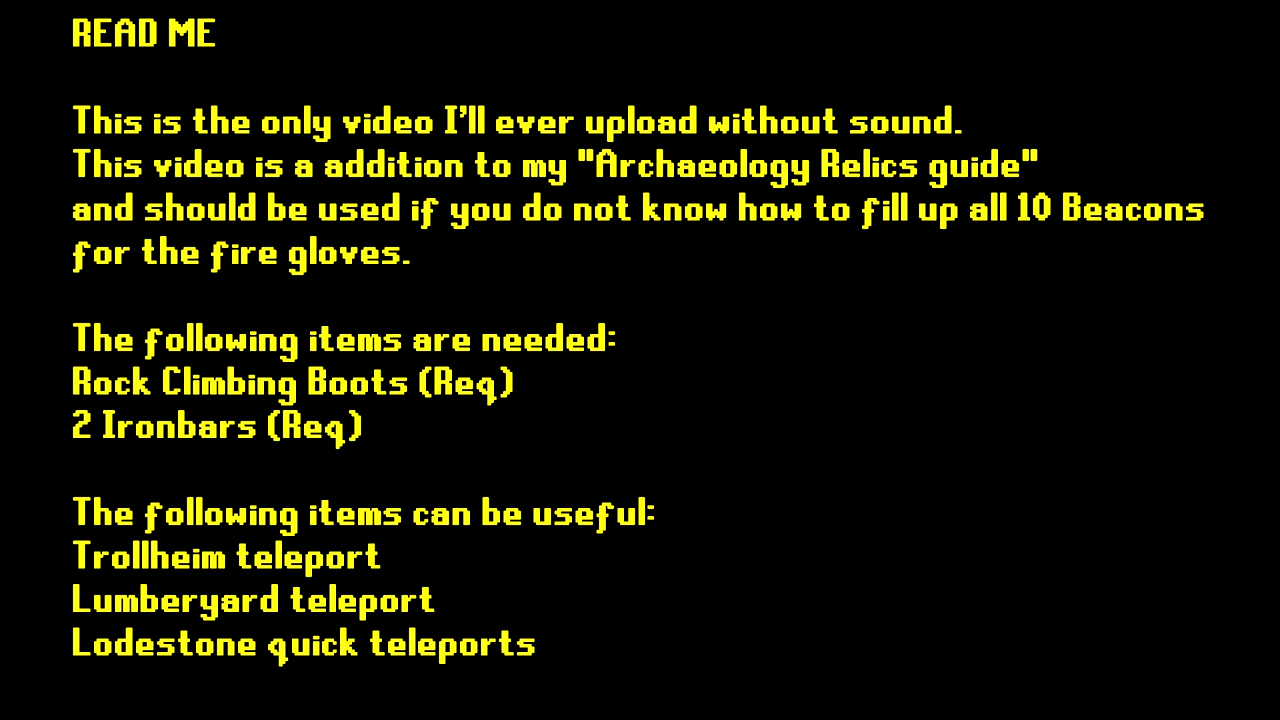 READ ME
This is the only video I'll ever upload without sound.
This video is a addition to my "Archaeology Relics guide"
and should be used if you do not know how to fill up all 10 Beacons
for the fire gloves.
The following items are needed:
Rock Climbing Boots (Req)
2 Ironbars (Req)
The following items can be useful:
Trollheim teleport
Lumberyard teleport
Lodestone quick teleports